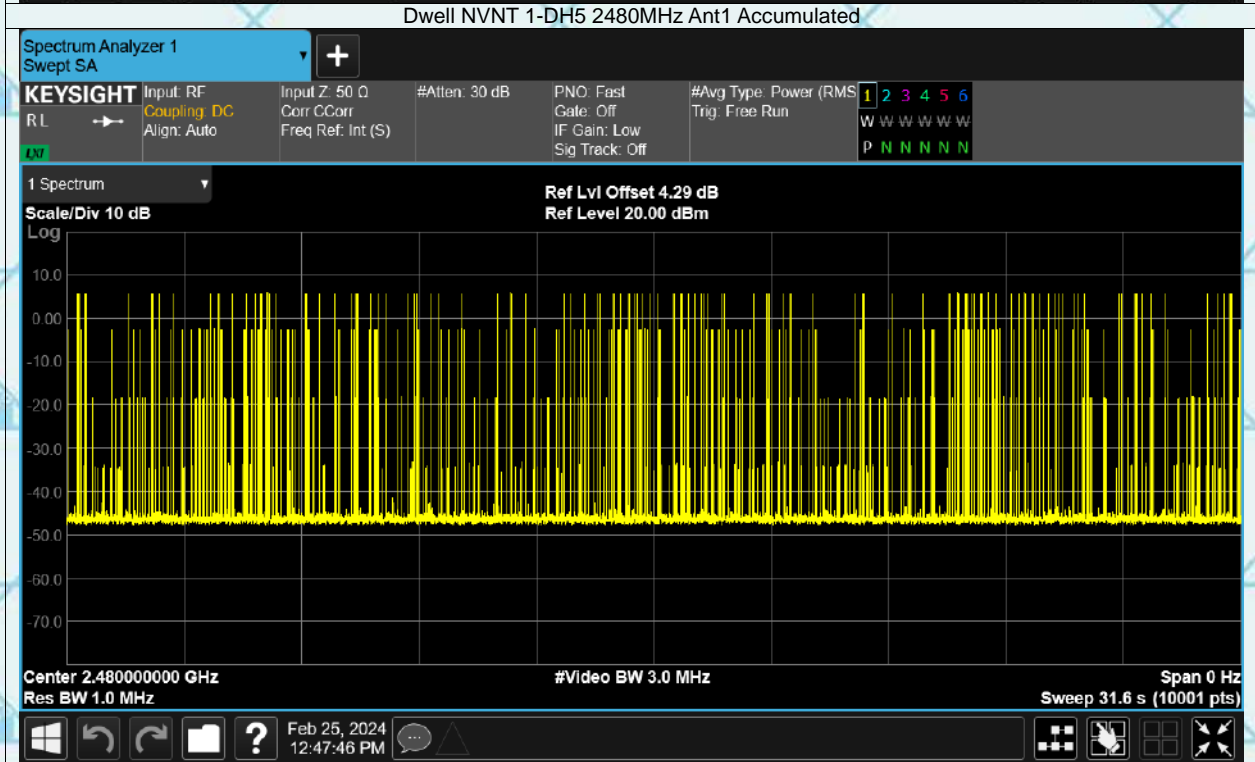 Dwell NVNT 1-DH5 2480MHz Ant1 Accumulated
Spectrum Analyzer 1
Swept SA
+
KEYSIGHT
RL
LXI
Input: RF
Coupling: DC
Align: Auto
Input Z: 50 Ω
Corr CCorr
Freq Ref: Int (S)
#Atten: 30 dB
PNO: Fast
Gate: Off
IF Gain: Low
Sig Track: Off
#Avg Type: Power (RMS
Trig: Free Run
1 2 3 4 5 6
W W W W W W
P N N N N N
1 Spectrum
Scale/Div 10 dB
Ref Lvl Offset 4.29 dB
Ref Level 20.00 dBm
Log
10.0
0.00
-10.0
-20.0
-30.0
-40.0
-50.0
-60.0
-70.0
Center 2.480000000 GHz
Res BW 1.0 MHz
#Video BW 3.0 MHz
Span 0 Hz
Sweep 31.6 s (10001 pts)
?
Feb 25, 2024
12:47:46 PM